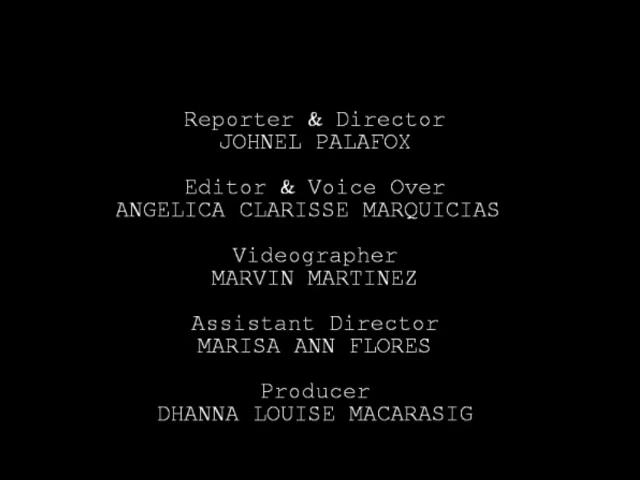 Reporter & Director
JOHNEL PALAFOX
Editor & Voice Over
ANGELICA CLARISSE MARQUICIAS
Videographer
MARVIN MARTINEZ
Assistant Director
MARISA ANN FLORES
Producer
DHANNA LOUISE MACARASIG